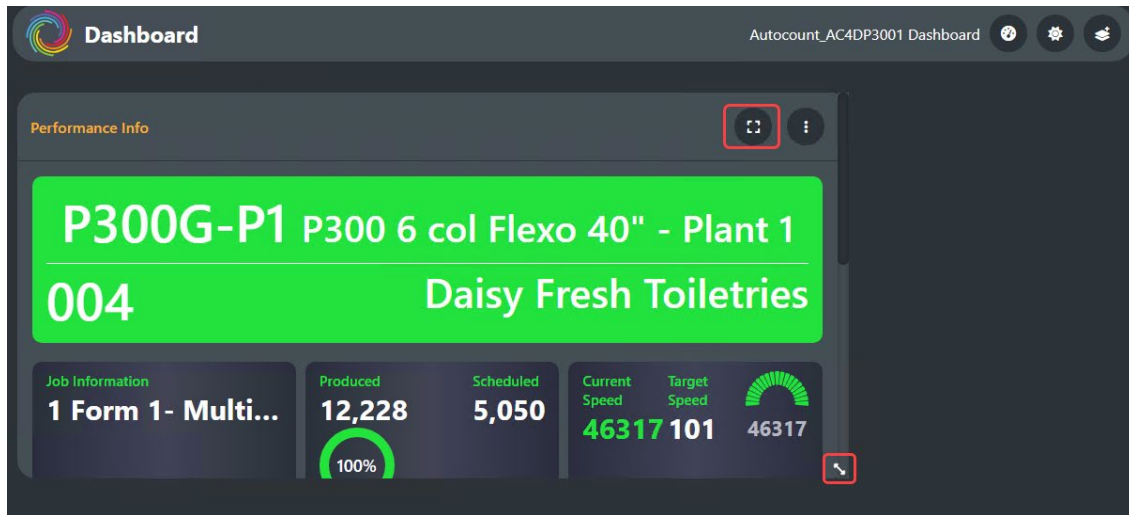 Dashboard
Autocount_AC4DP3001 Dashboard
Performance Info
P300G-P1 P300 6 col Flexo 40" - Plant 1
004 Daisy Fresh Toiletries
Job Information
1 Form 1- Multi...
Produced Scheduled
12,228 5,050
100%
Current Speed Target Speed
46317 101 46317